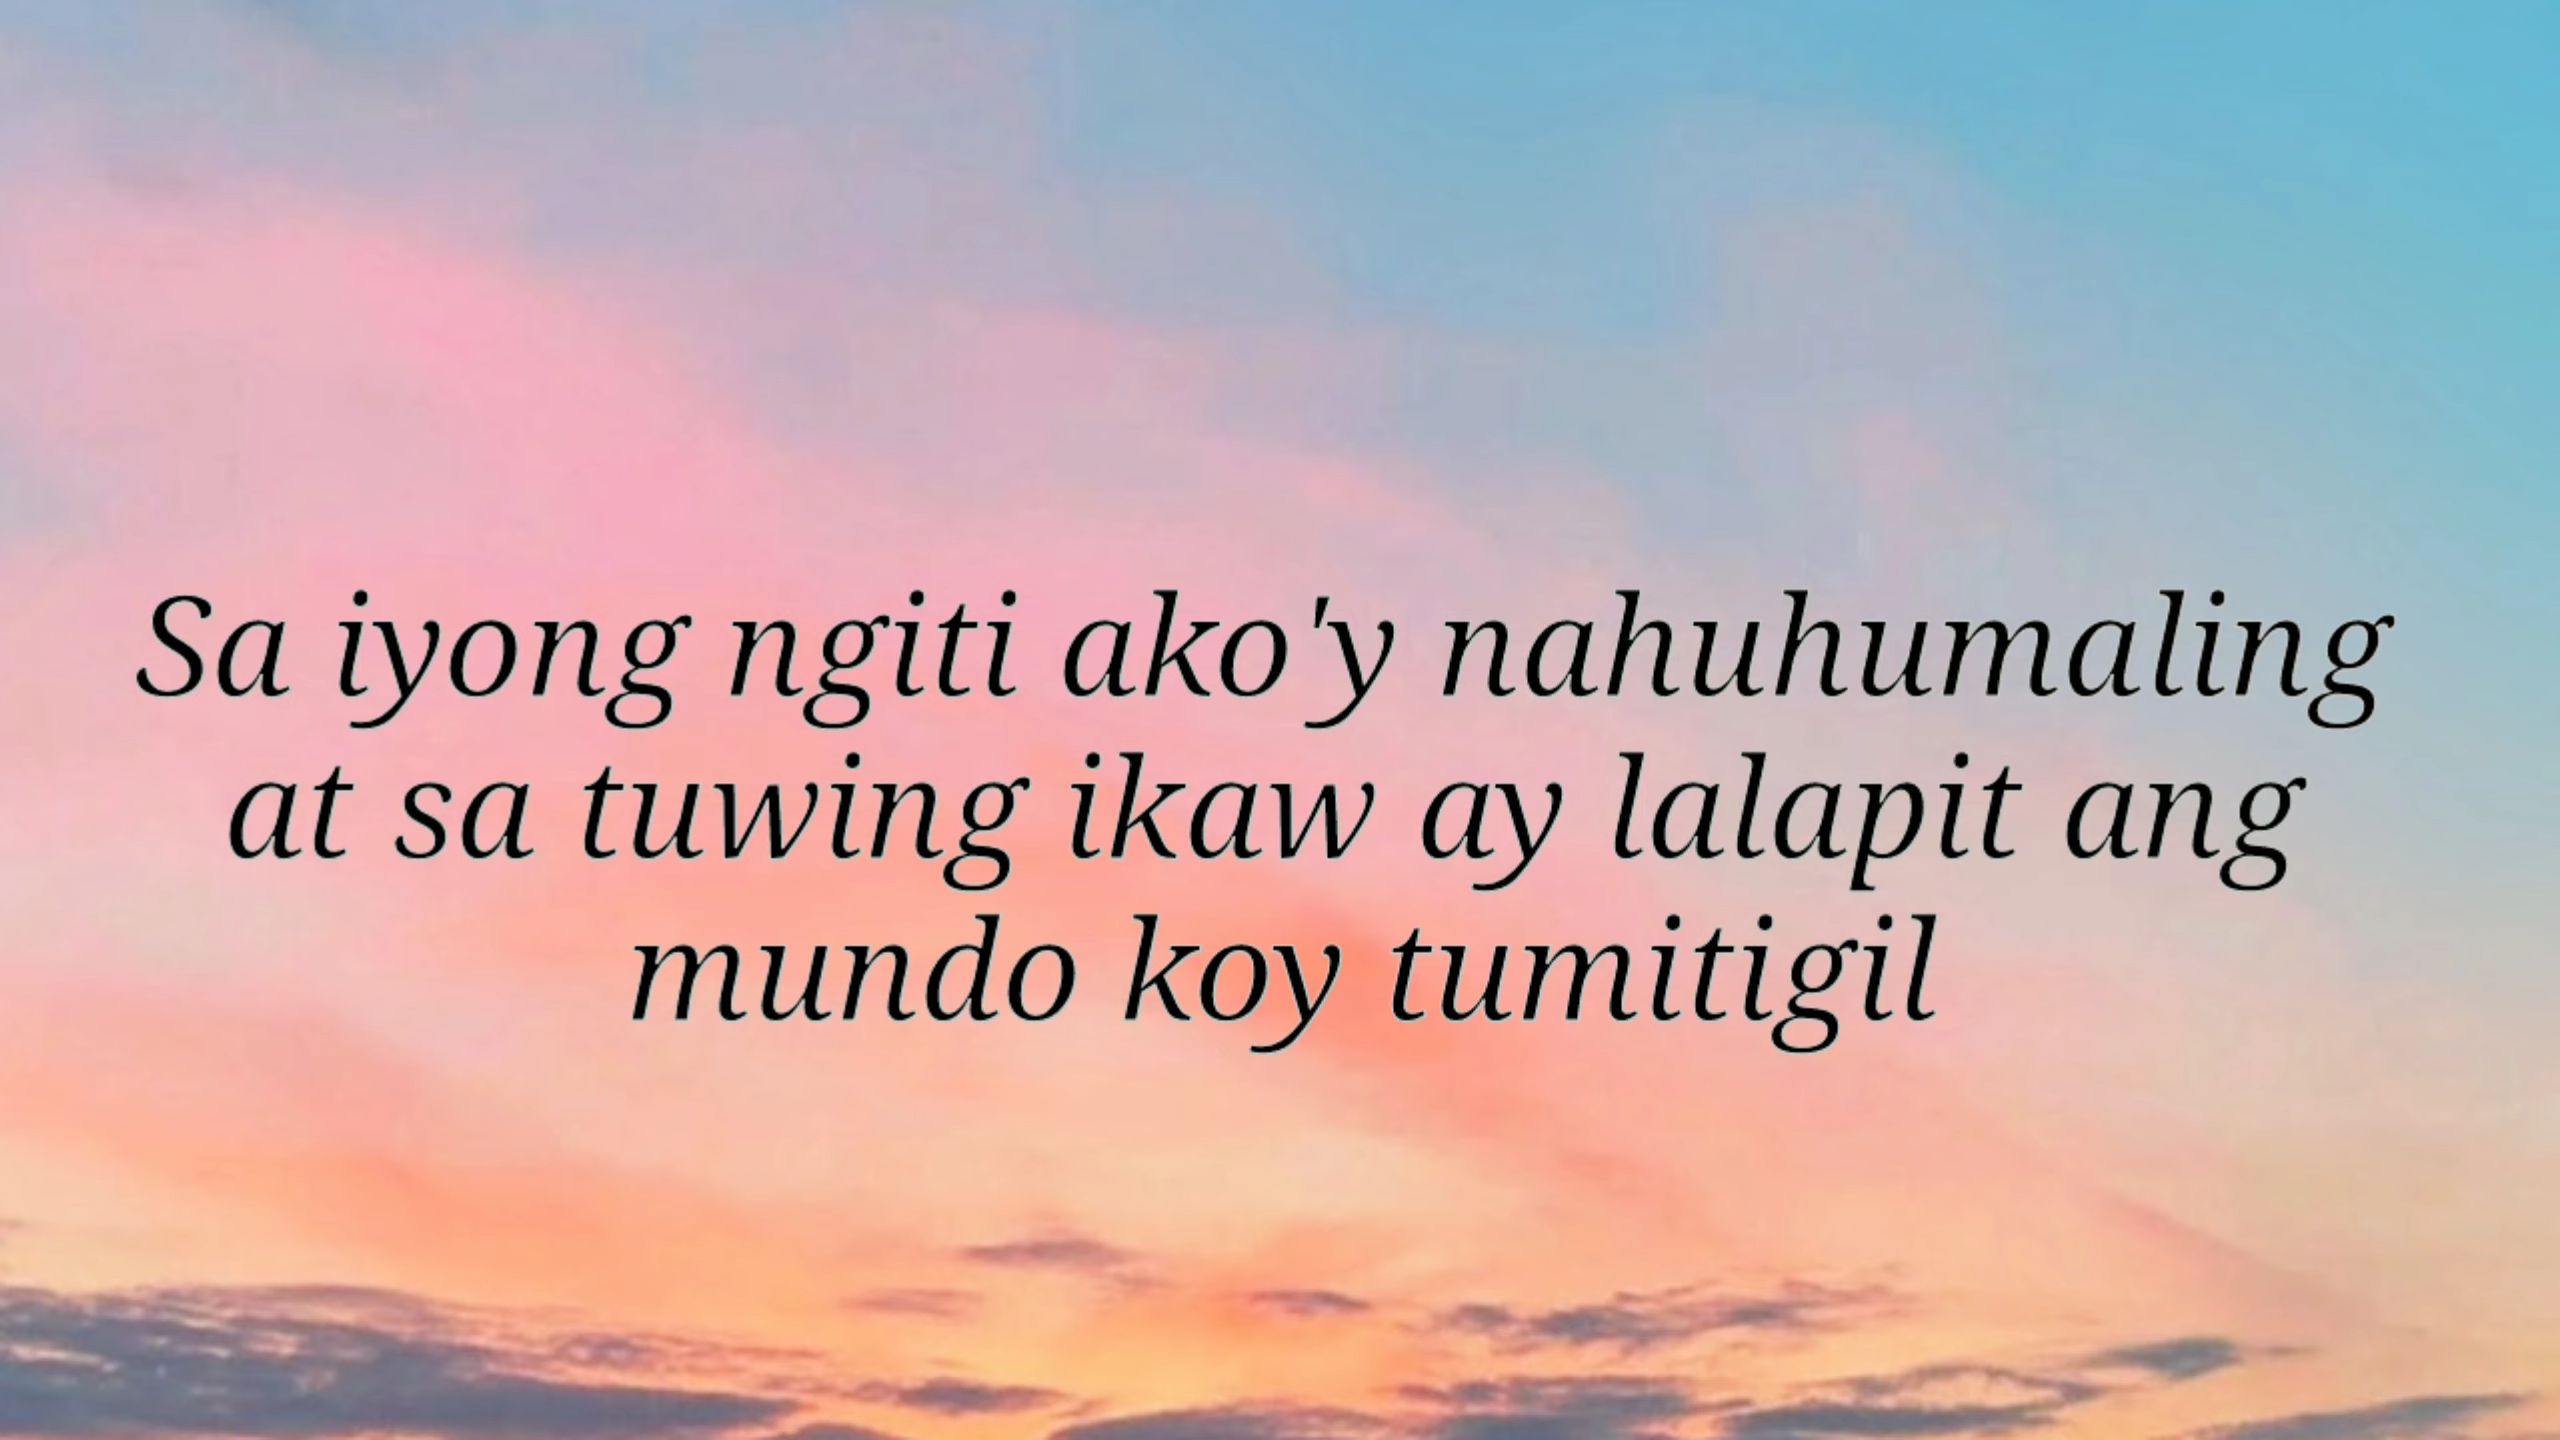 Sa iyong ngiti ako'y nahuhumaling
at sa tuwing ikaw ay lalapit ang
mundo koy tumitigil